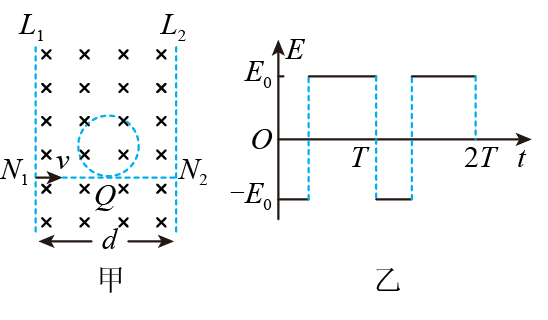 L₁ L₂
N₁ v N₂
Q
d
甲
E
E₀
O T 2T t
−E₀
乙